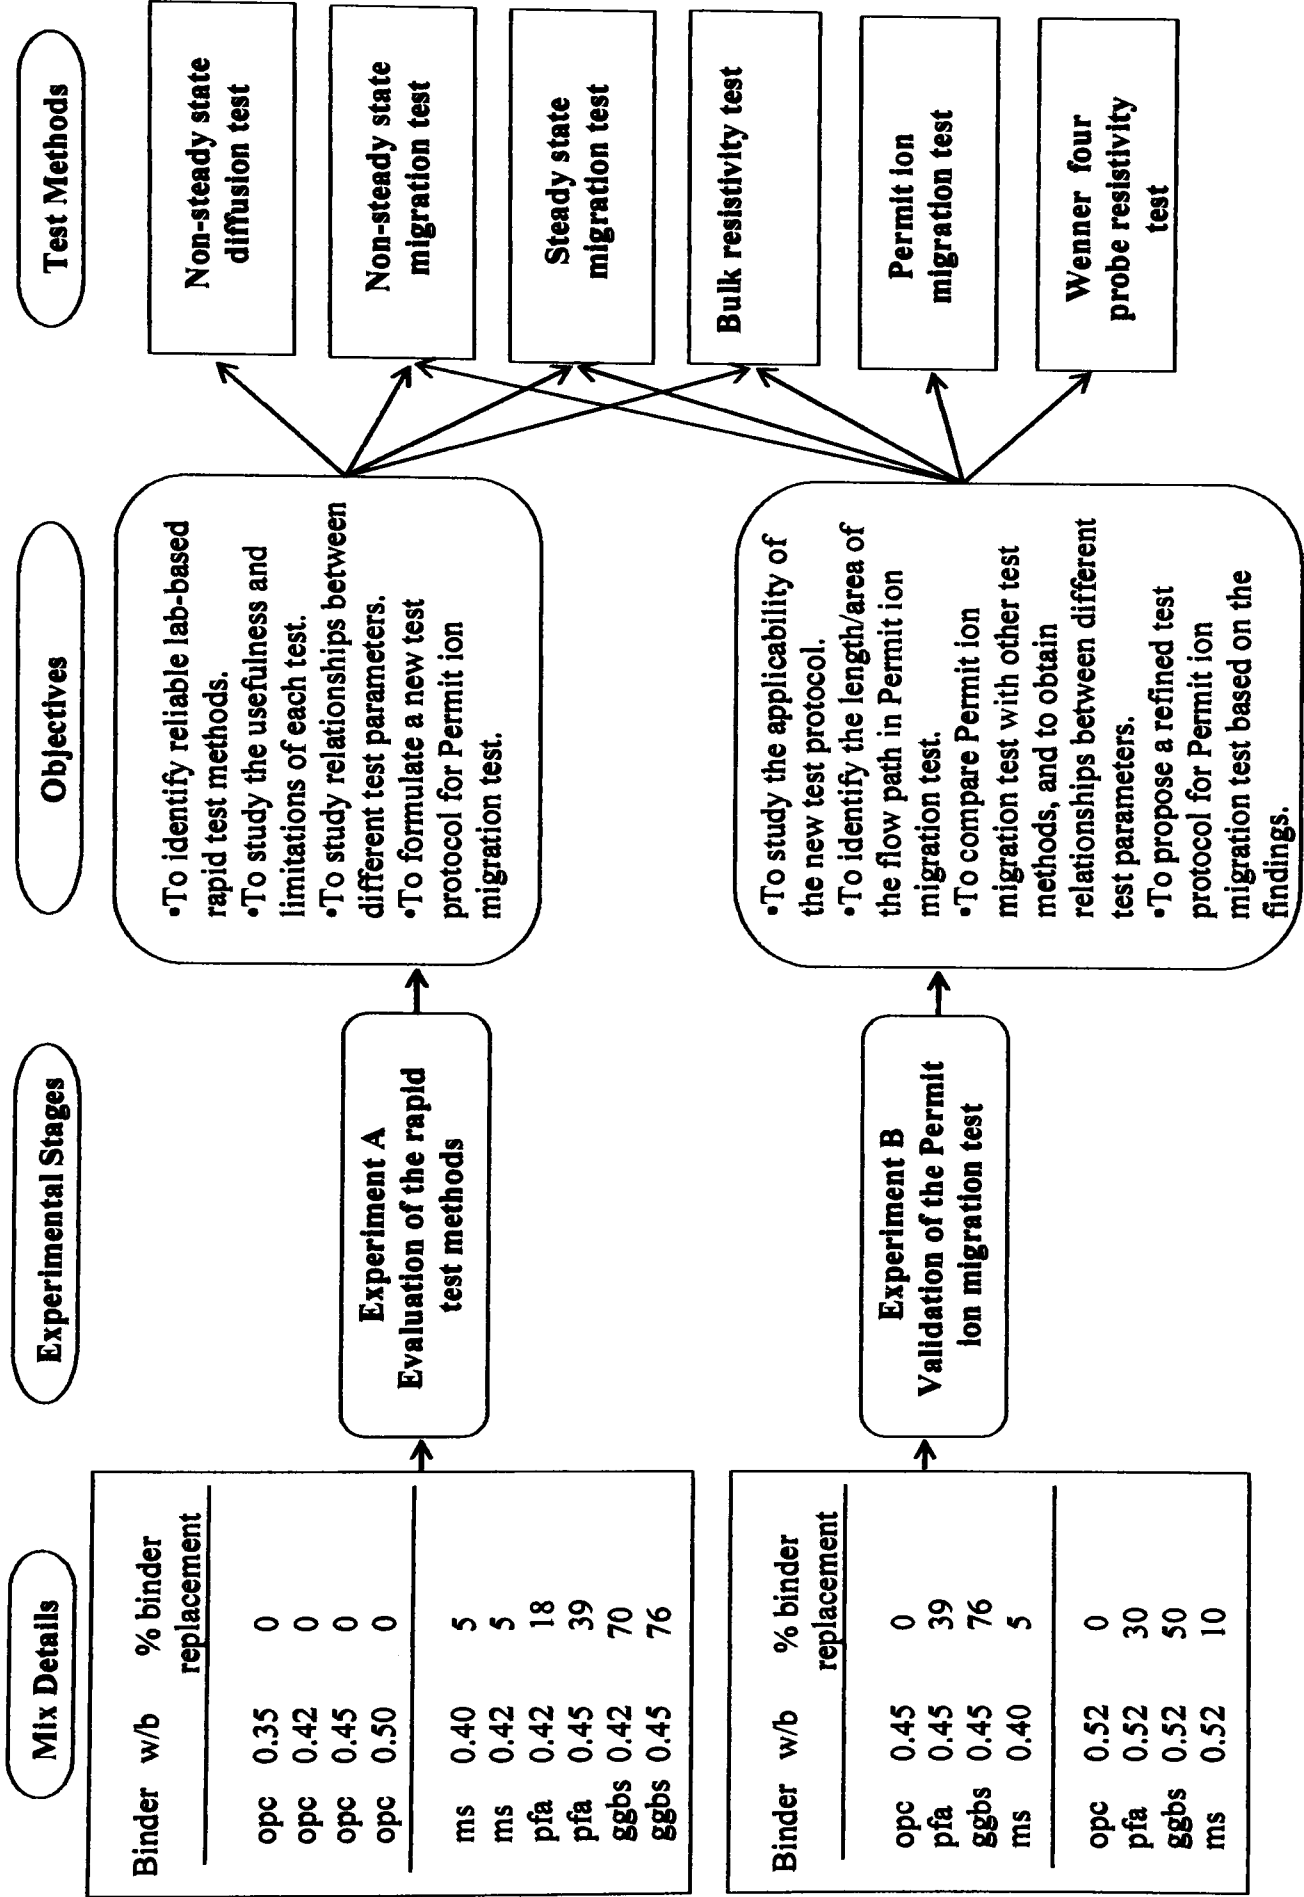 Mix Details
Experimental Stages
Objectives
Test Methods
Binder w/b % binder
replacement
opc 0.35 0
opc 0.42 0
opc 0.45 0
opc 0.50 0
ms 0.40 5
ms 0.42 5
pfa 0.42 18
pfa 0.45 39
ggbs 0.42 70
ggbs 0.45 76
Experiment A
Evaluation of the rapid
test methods
•To identify reliable lab-based
rapid test methods.
•To study the usefulness and
limitations of each test.
•To study relationships between
different test parameters.
•To formulate a new test
protocol for Permit ion
migration test.
Binder w/b % binder
replacement
opc 0.45 0
pfa 0.45 39
ggbs 0.45 76
ms 0.40 5
opc 0.52 0
pfa 0.52 30
ggbs 0.52 50
ms 0.52 10
Experiment B
Validation of the Permit
ion migration test
•To study the applicability of
the new test protocol.
•To identify the length/area of
the flow path in Permit ion
migration test.
•To compare Permit ion
migration test with other test
methods, and to obtain
relationships between different
test parameters.
•To propose a refined test
protocol for Permit ion
migration test based on the
findings.
Non-steady state
diffusion test
Non-steady state
migration test
Steady state
migration test
Bulk resistivity test
Permit ion
migration test
Wenner four
probe resistivity
test